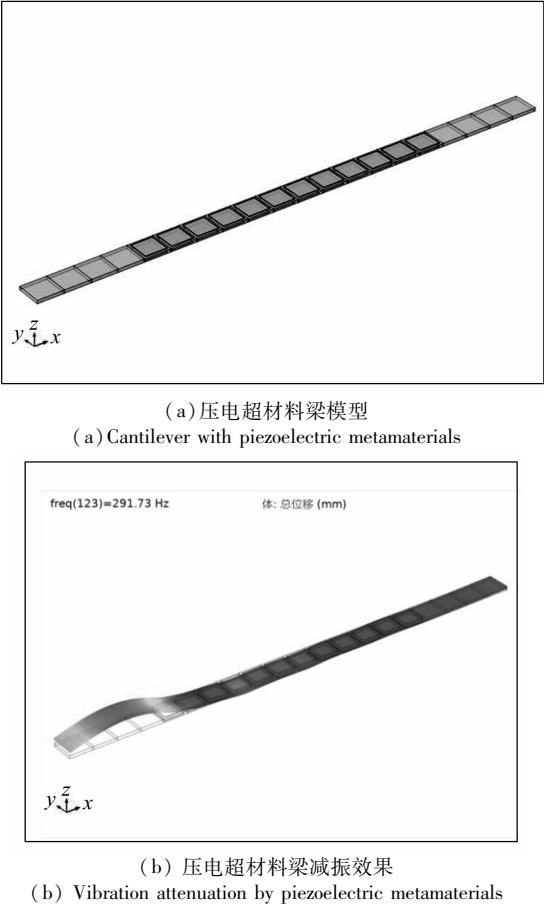 z
y x
(a)压电超材料梁模型
(a)Cantilever with piezoelectric metamaterials
freq(123)=291.73 Hz 体: 总位移 (mm)
z
y x
(b) 压电超材料梁减振效果
(b) Vibration attenuation by piezoelectric metamaterials